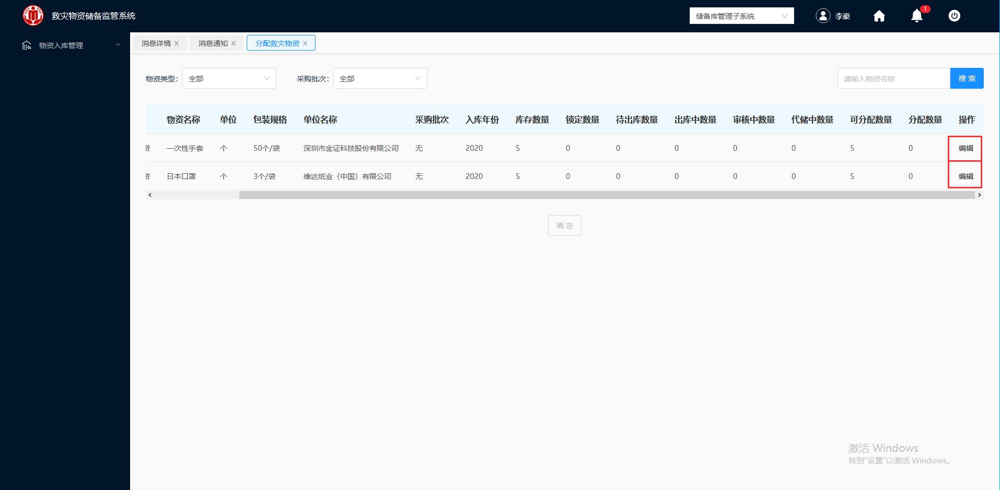 救灾物资储备监管系统
储备库管理子系统
李豪
1
物资入库管理
消息详情
消息通知
分配救灾物资
物资类型： 全部 采购批次： 全部 请输入物资名称 搜 索
物资名称 单位 包装规格 单位名称 采购批次 入库年份 库存数量 锁定数量 待出库数量 出库中数量 审核中数量 代储中数量 可分配数量 分配数量 操作
资 一次性手套 个 50个/袋 深圳市金证科技股份有限公司 无 2020 5 0 0 0 0 0 5 0 编辑
资 日本口罩 个 3个/袋 维达纸业（中国）有限公司 无 2020 5 0 0 0 0 0 5 0 编辑
确 定
激活 Windows
转到“设置”以激活 Windows。